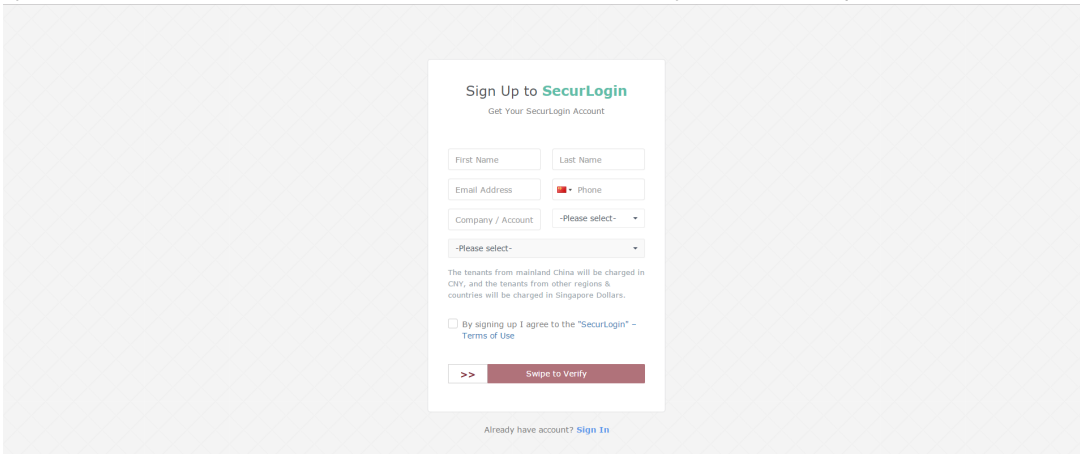 Sign Up to SecurLogin
Get Your SecurLogin Account
First Name
Last Name
Email Address
Phone
Company / Account
-Please select-
-Please select-
The tenants from mainland China will be charged in
CNY, and the tenants from other regions &
countries will be charged in Singapore Dollars.
By signing up I agree to the "SecurLogin" –
Terms of Use
>>
Swipe to Verify
Already have account? Sign In